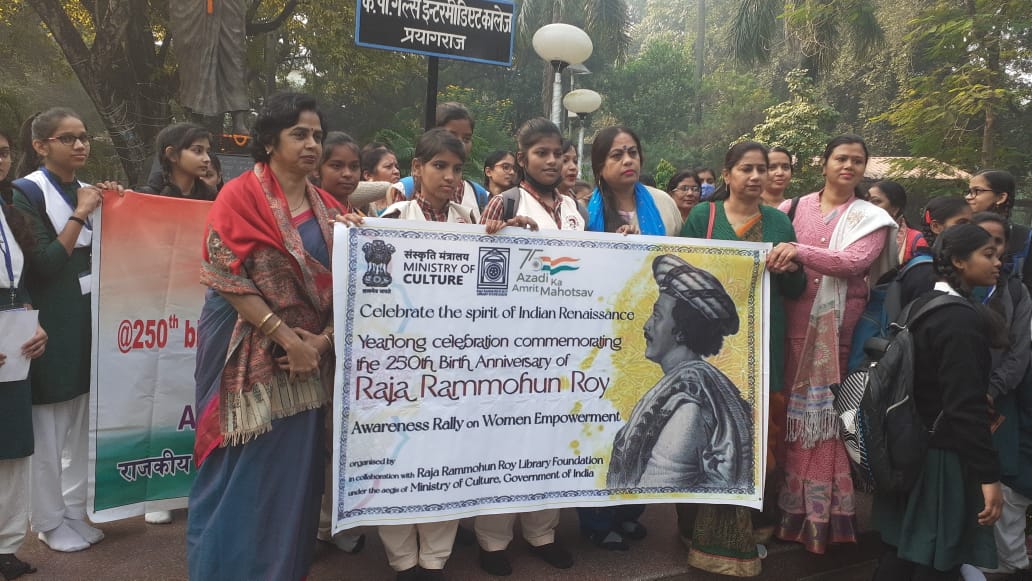 के.पी.गर्ल्स इन्टरमीडिएट कालेज
प्रयागराज
@250th bi
A
राजकीय
संस्कृति मंत्रालय
MINISTRY OF
CULTURE
75
Azadi Ka
Amrit Mahotsav
Celebrate the spirit of Indian Renaissance
Yearlong celebration commemorating
the 250th Birth Anniversary of
Raja Rammohun Roy
Awareness Rally on Women Empowerment
organised by Raja Rammohun Roy Library Foundation
in collaboration with
under the aegis of Ministry of Culture, Government of India